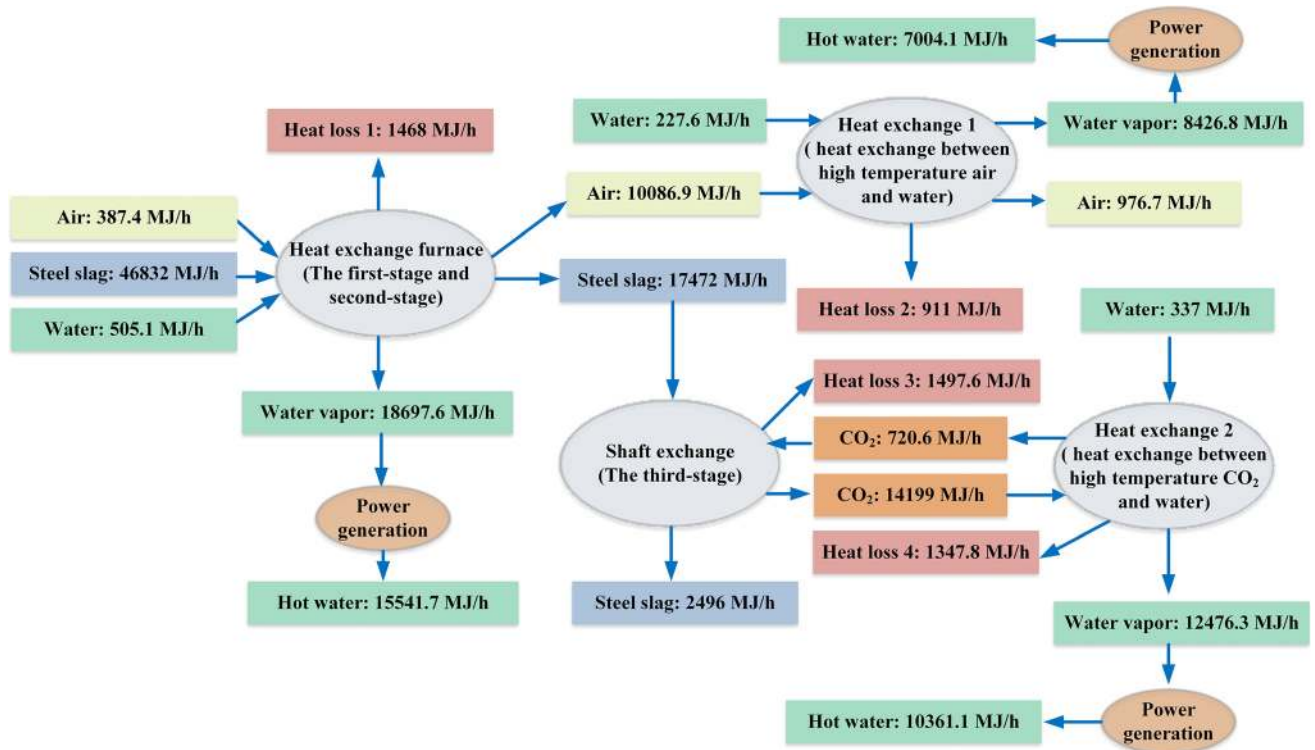 Hot water: 7004.1 MJ/h
Power
generation
Heat loss 1: 1468 MJ/h
Water: 227.6 MJ/h
Heat exchange 1
( heat exchange between
high temperature air
and water)
Water vapor: 8426.8 MJ/h
Air: 10086.9 MJ/h
Air: 976.7 MJ/h
Air: 387.4 MJ/h
Steel slag: 46832 MJ/h
Water: 505.1 MJ/h
Heat exchange furnace
(The first-stage and
second-stage)
Steel slag: 17472 MJ/h
Heat loss 2: 911 MJ/h
Water: 337 MJ/h
Water vapor: 18697.6 MJ/h
Heat loss 3: 1497.6 MJ/h
Shaft exchange
(The third-stage)
CO₂: 720.6 MJ/h
CO₂: 14199 MJ/h
Heat exchange 2
( heat exchange between
high temperature CO₂
and water)
Power
generation
Heat loss 4: 1347.8 MJ/h
Hot water: 15541.7 MJ/h
Steel slag: 2496 MJ/h
Water vapor: 12476.3 MJ/h
Hot water: 10361.1 MJ/h
Power
generation